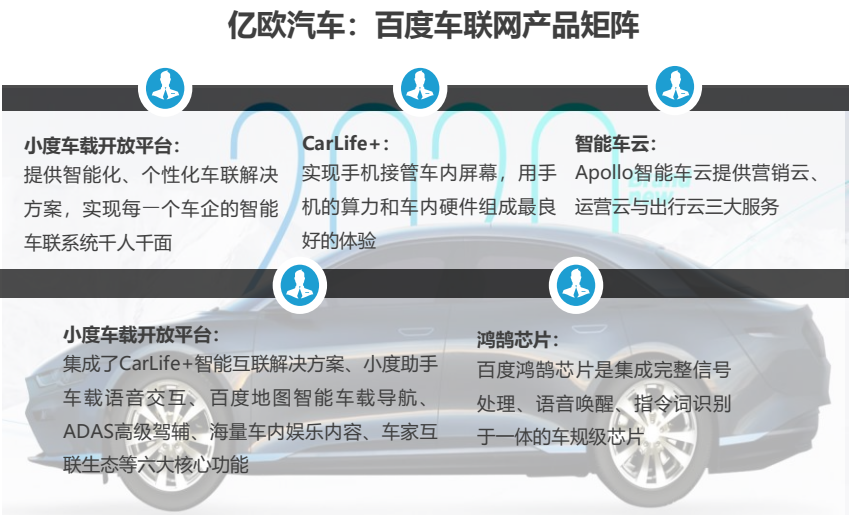 亿欧汽车：百度车联网产品矩阵
小度车载开放平台：
提供智能化、个性化车联解决
方案，实现每一个车企的智能
车联系统千人千面
CarLife+：
实现手机接管车内屏幕，用手
机的算力和车内硬件组成最良
好的体验
智能车云：
Apollo智能车云提供营销云、
运营云与出行云三大服务
小度车载开放平台：
集成了CarLife+智能互联解决方案、小度助手
车载语音交互、百度地图智能车载导航、
ADAS高级驾辅、海量车内娱乐内容、车家互
联生态等六大核心功能
鸿鹄芯片：
百度鸿鹄芯片是集成完整信号
处理、语音唤醒、指令词识别
于一体的车规级芯片